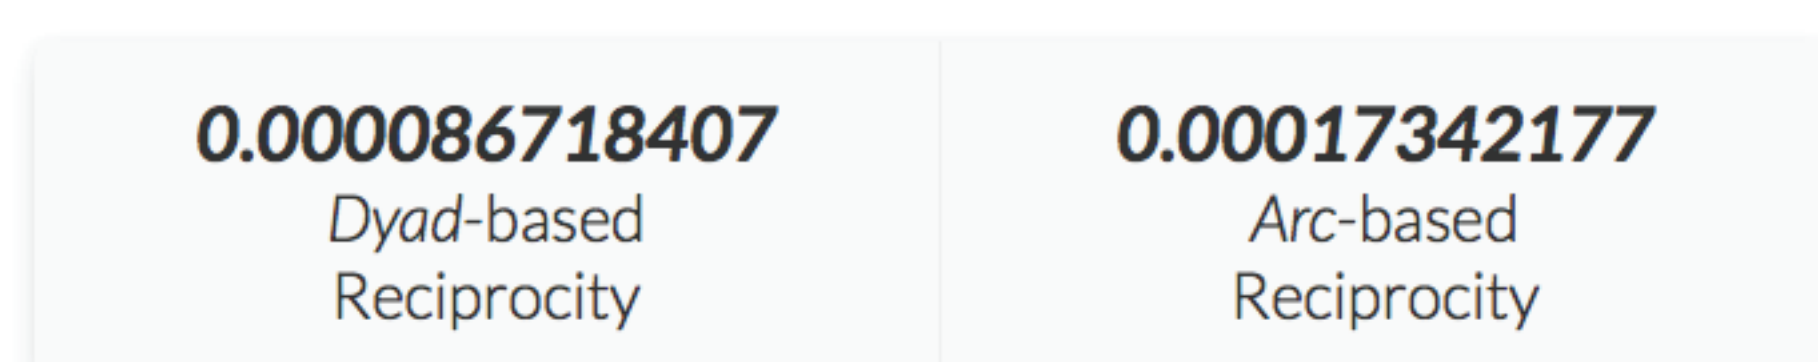 0.000086718407
Dyad-based
Reciprocity
0.00017342177
Arc-based
Reciprocity